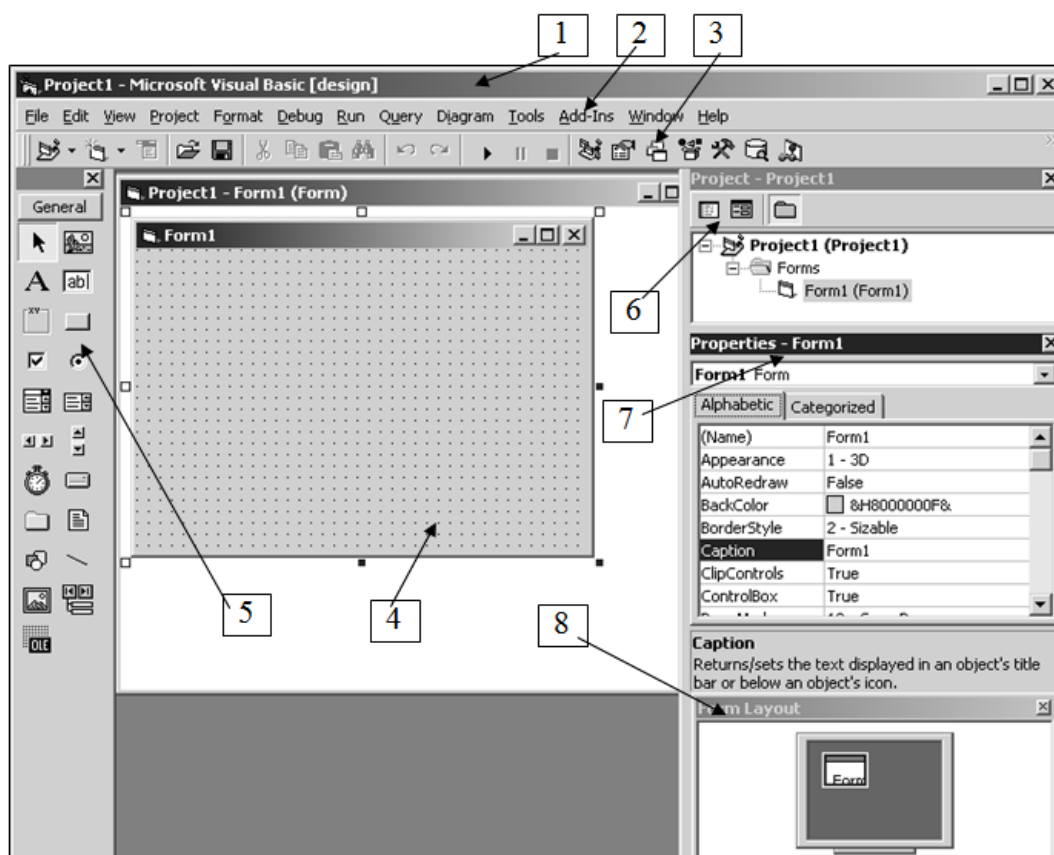 1 2 3
Project1 - Microsoft Visual Basic [design]
File Edit View Project Format Debug Run Query Diagram Tools Add-Ins Window Help
General
A
ab|
XY
OLE
Project1 - Form1 (Form)
Form1
4
5
Project - Project1
Project1 (Project1)
Forms
Form1 (Form1)
6
Properties - Form1
Form1 Form
7
Alphabetic Categorized
(Name) Form1
Appearance 1 - 3D
AutoRedraw False
BackColor &H8000000F&
BorderStyle 2 - Sizable
Caption Form1
ClipControls True
ControlBox True
8
Caption
Returns/sets the text displayed in an object's title
bar or below an object's icon.
Form Layout
Form